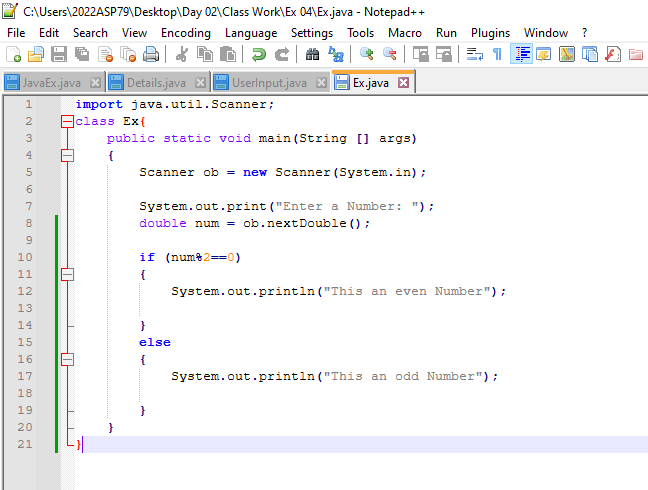 C:\Users\2022ASP79\Desktop\Day 02\Class Work\Ex 04\Ex.java - Notepad++
File Edit Search View Encoding Language Settings Tools Macro Run Plugins Window ?
JavaEx.java Details.java UserInput.java Ex.java
1 import java.util.Scanner;
2 class Ex{
3 public static void main(String [] args)
4 {
5 Scanner ob = new Scanner(System.in);
6
7 System.out.print("Enter a Number: ");
8 double num = ob.nextDouble();
9
10 if (num%2==0)
11 {
12 System.out.println("This an even Number");
13
14 }
15 else
16 {
17 System.out.println("This an odd Number");
18
19 }
20 }
21 }